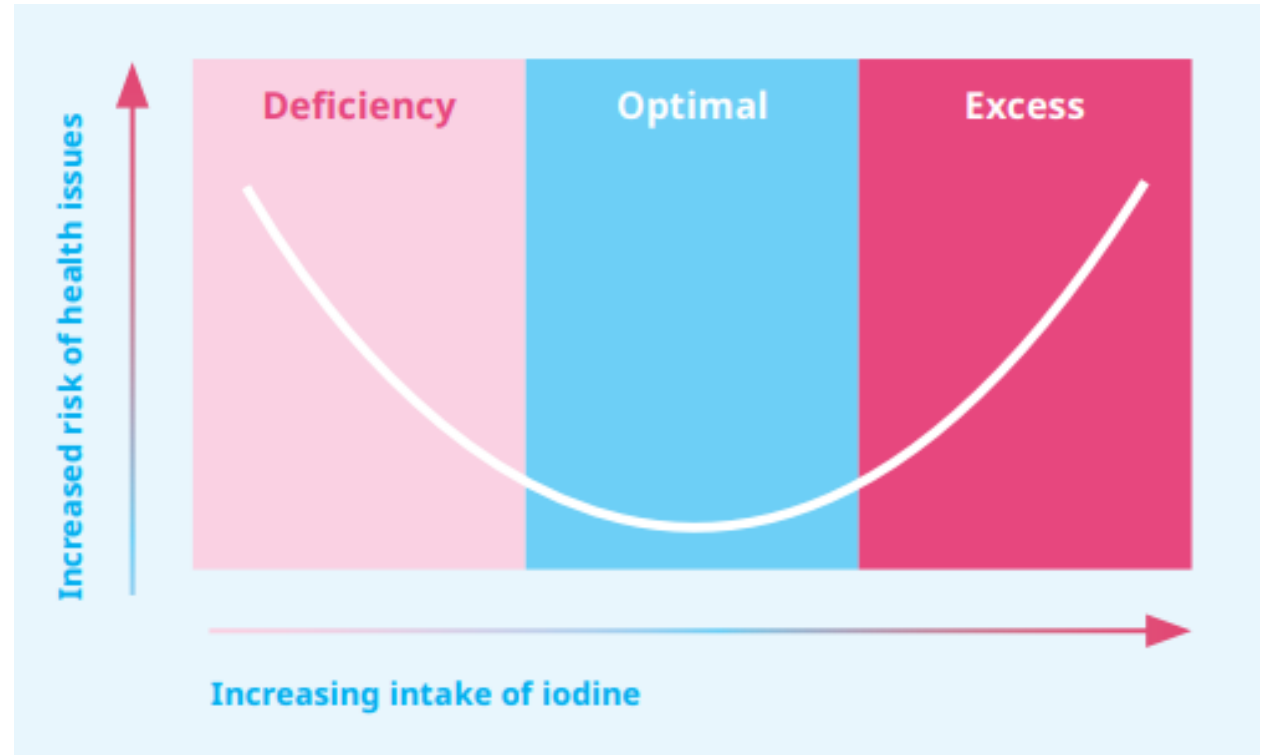 Deficiency
Optimal
Excess
Increased risk of health issues
Increasing intake of iodine